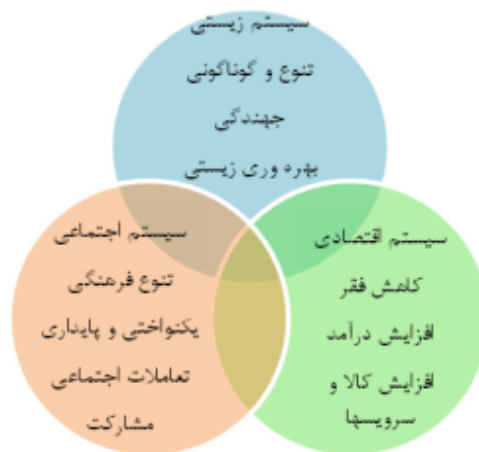 سیستم زیستی
تنوع و گوناگونی
جهندگی
بهره وری زیستی
سیستم اقتصادی
کاهش فقر
افزایش درآمد
افزایش کالا و
سرویسها
سیستم اجتماعی
تنوع فرهنگی
یکنواختی و پایداری
تعاملات اجتماعی
مشارکت